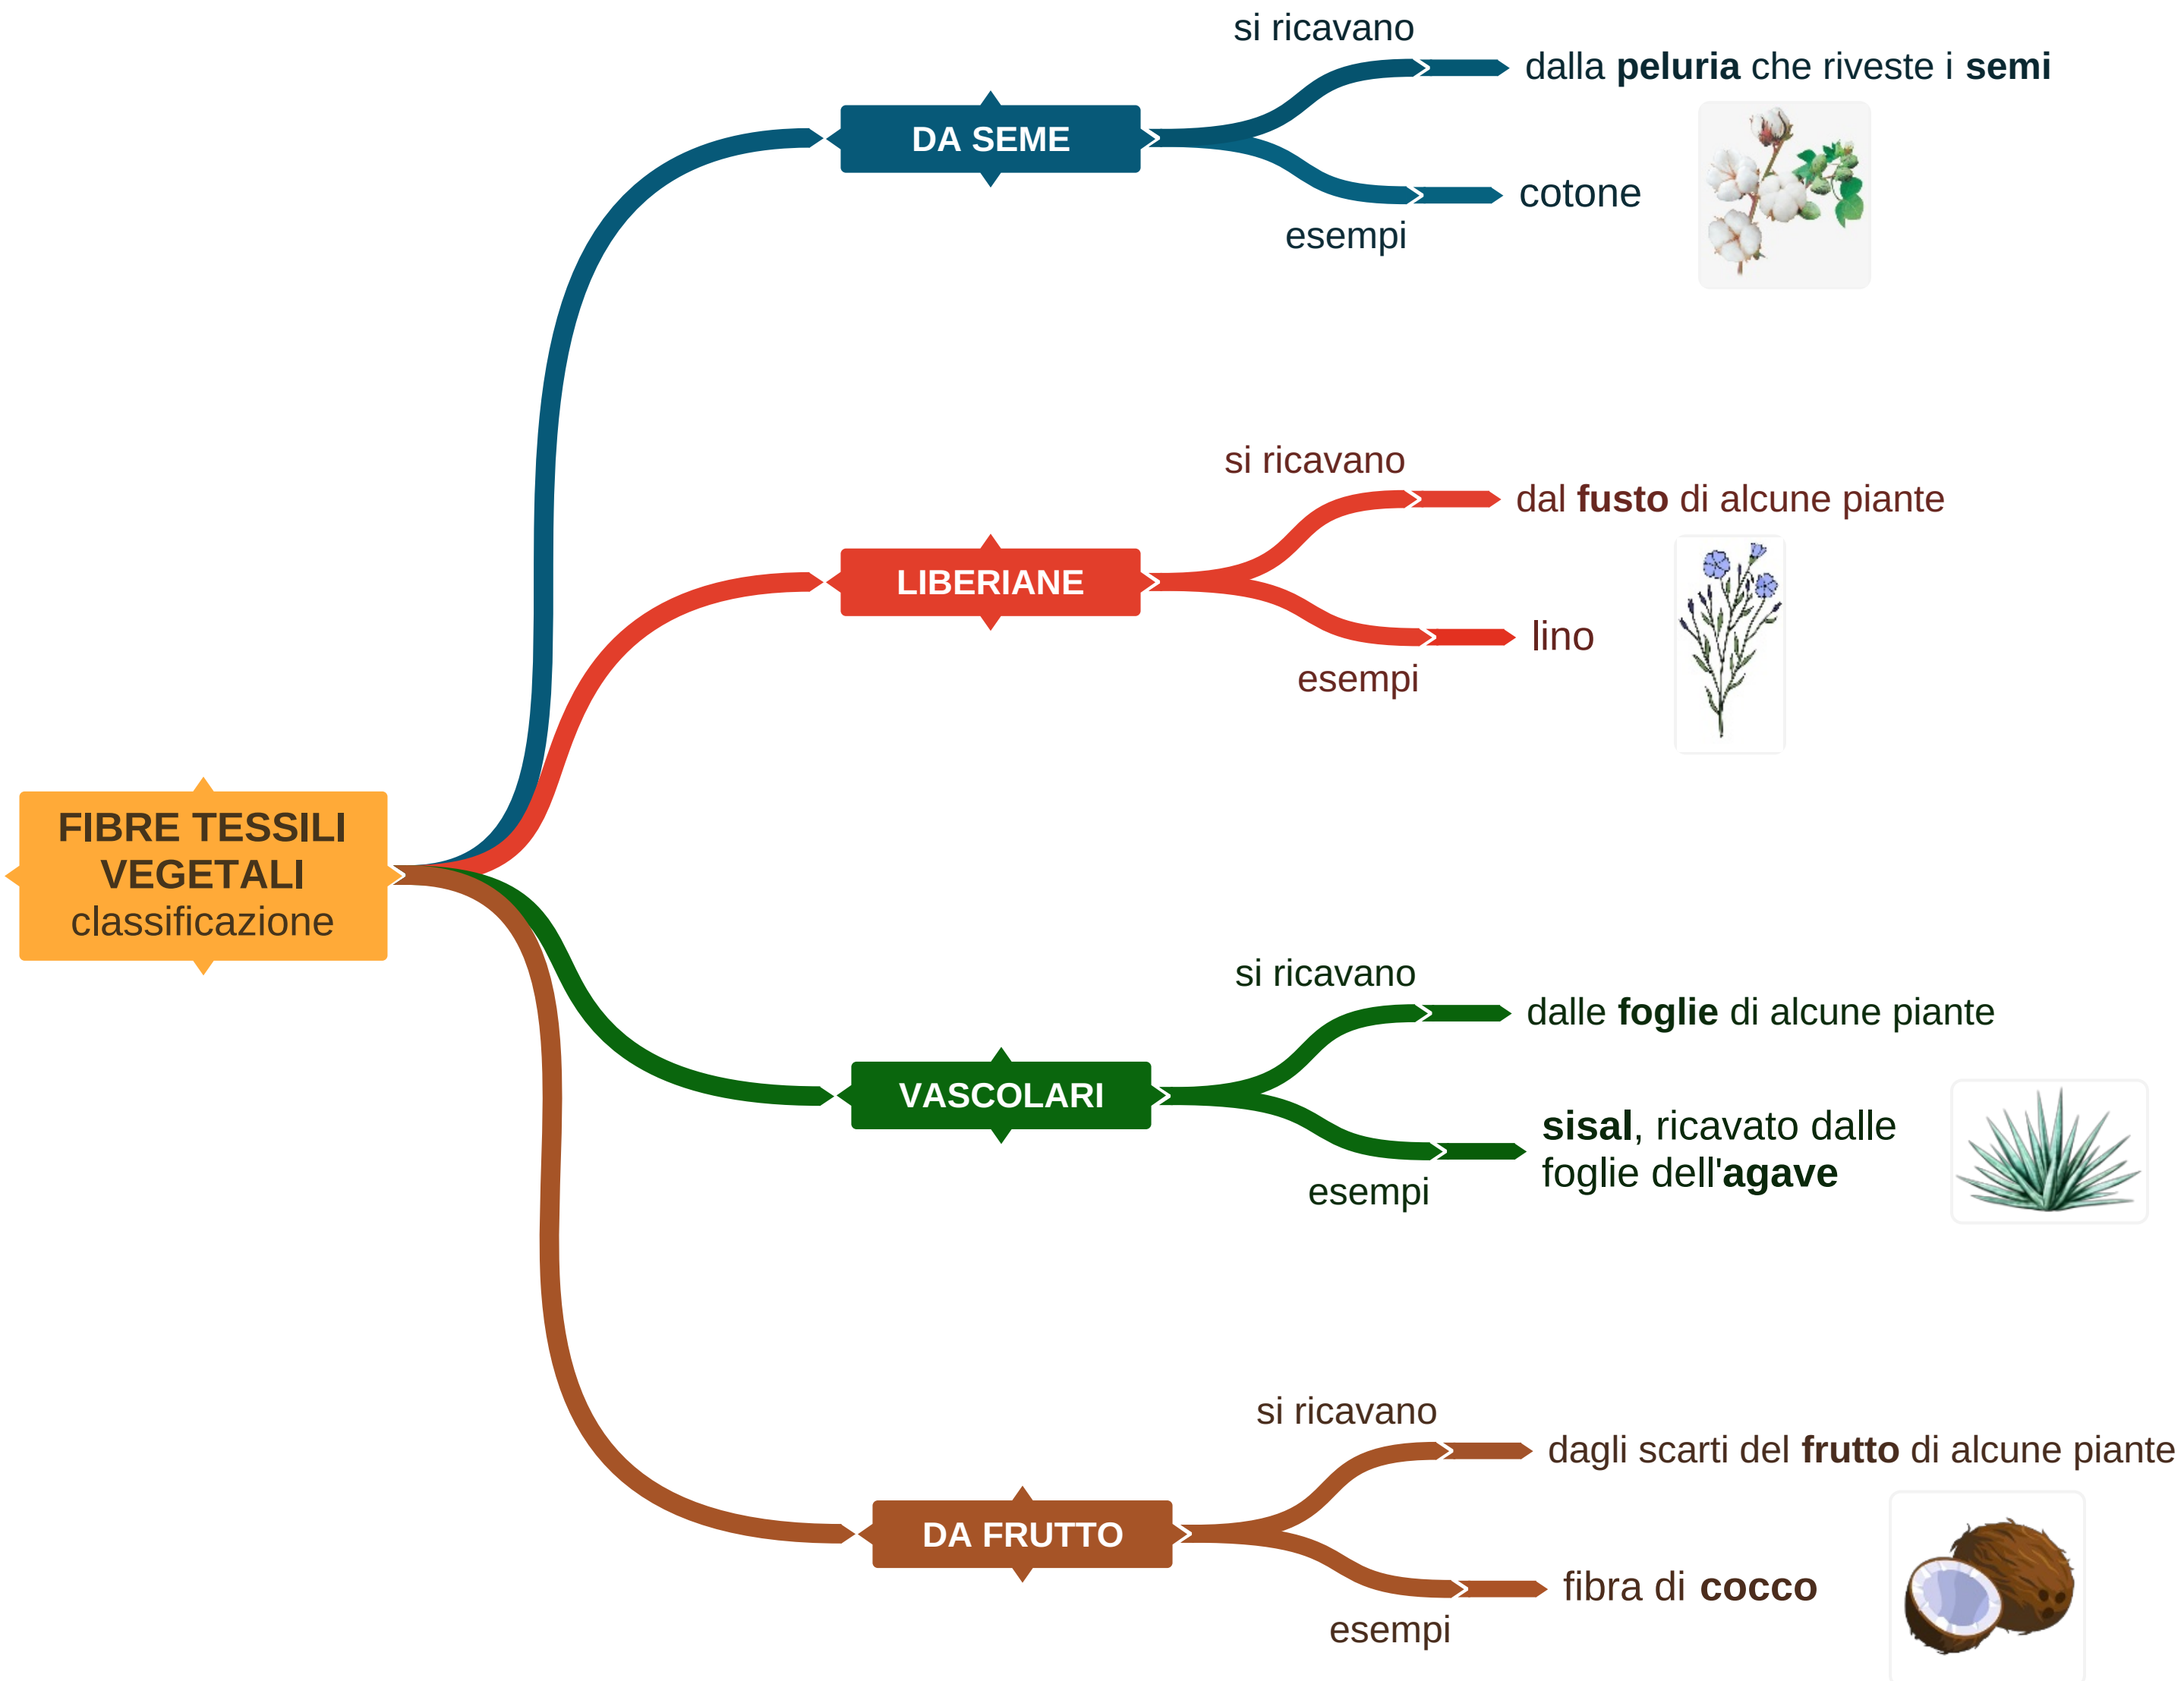 si ricavano
dalla peluria che riveste i semi
DA SEME
cotone
esempi
si ricavano
dal fusto di alcune piante
LIBERIANE
lino
esempi
FIBRE TESSILI
VEGETALI
classificazione
si ricavano
dalle foglie di alcune piante
VASCOLARI
sisal, ricavato dalle
foglie dell'agave
esempi
si ricavano
dagli scarti del frutto di alcune piante
DA FRUTTO
fibra di cocco
esempi